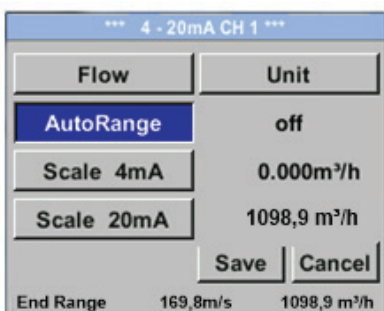 *** 4 - 20mA CH 1 ***
Flow Unit
AutoRange off
Scale 4mA 0.000m³/h
Scale 20mA 1098,9 m³/h
Save Cancel
End Range 169,8m/s 1098,9 m³/h